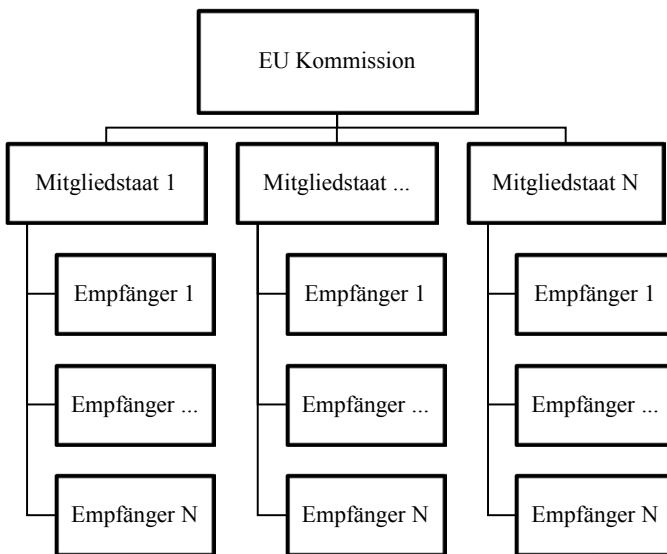 EU Kommission
Mitgliedstaat 1
Mitgliedstaat ...
Mitgliedstaat N
Empfänger 1
Empfänger 1
Empfänger 1
Empfänger ...
Empfänger ...
Empfänger ...
Empfänger N
Empfänger N
Empfänger N